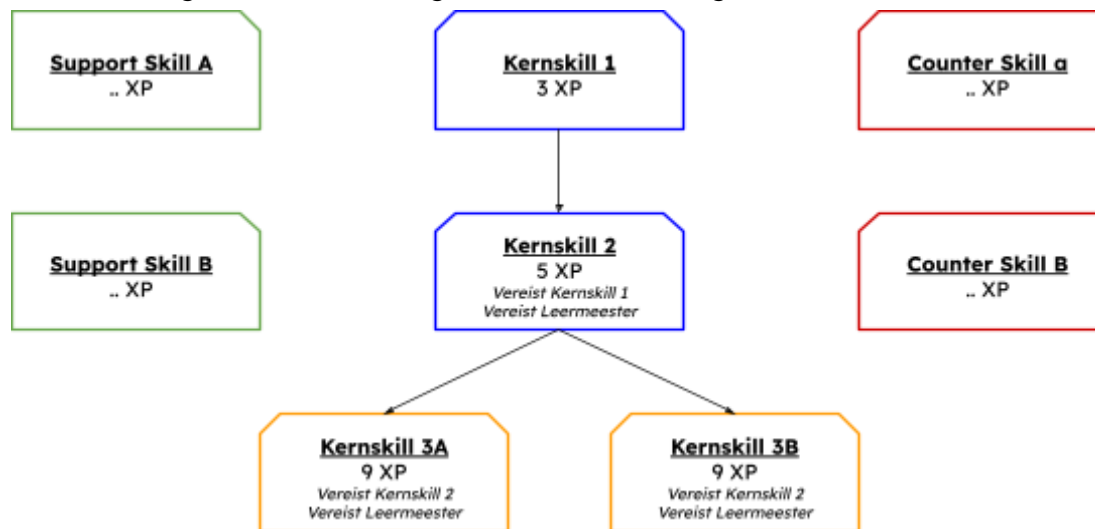 Support Skill A
.. XP
Kernskill 1
3 XP
Counter Skill a
.. XP
Support Skill B
.. XP
Kernskill 2
5 XP
Vereist Kernskill 1
Vereist Leermeester
Counter Skill B
.. XP
Kernskill 3A
9 XP
Vereist Kernskill 2
Vereist Leermeester
Kernskill 3B
9 XP
Vereist Kernskill 2
Vereist Leermeester